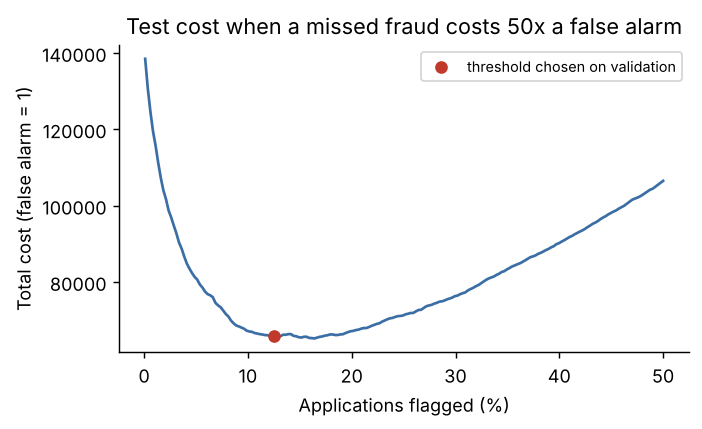 Test cost when a missed fraud costs 50x a false alarm
threshold chosen on validation
Total cost (false alarm = 1)
140000
120000
100000
80000
0 10 20 30 40 50
Applications flagged (%)